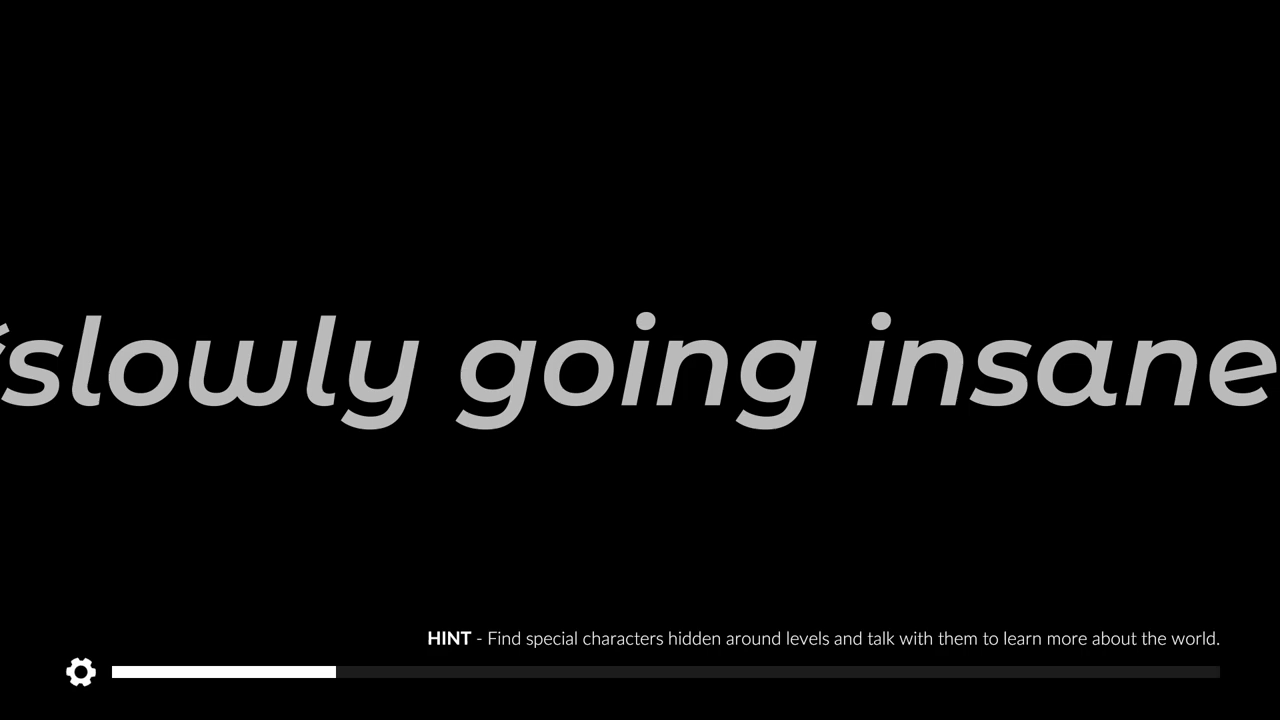 *slowly going insane
HINT - Find special characters hidden around levels and talk with them to learn more about the world.